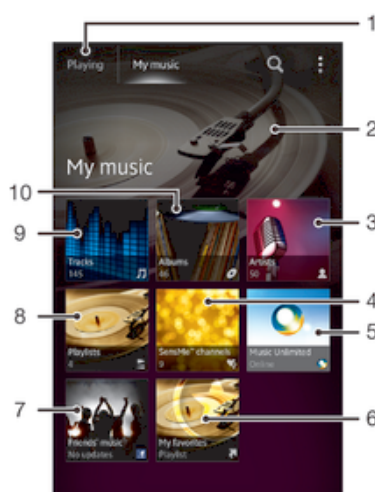 1
Playing My music
2
My music
10
9
3
Tracks
145
Albums
46
Artists
50
8
4
5
Playlists
4
SensMe™ channels
9
Music Unlimited
Online
7
6
Friends' music
No updates
My favorites
Playlist